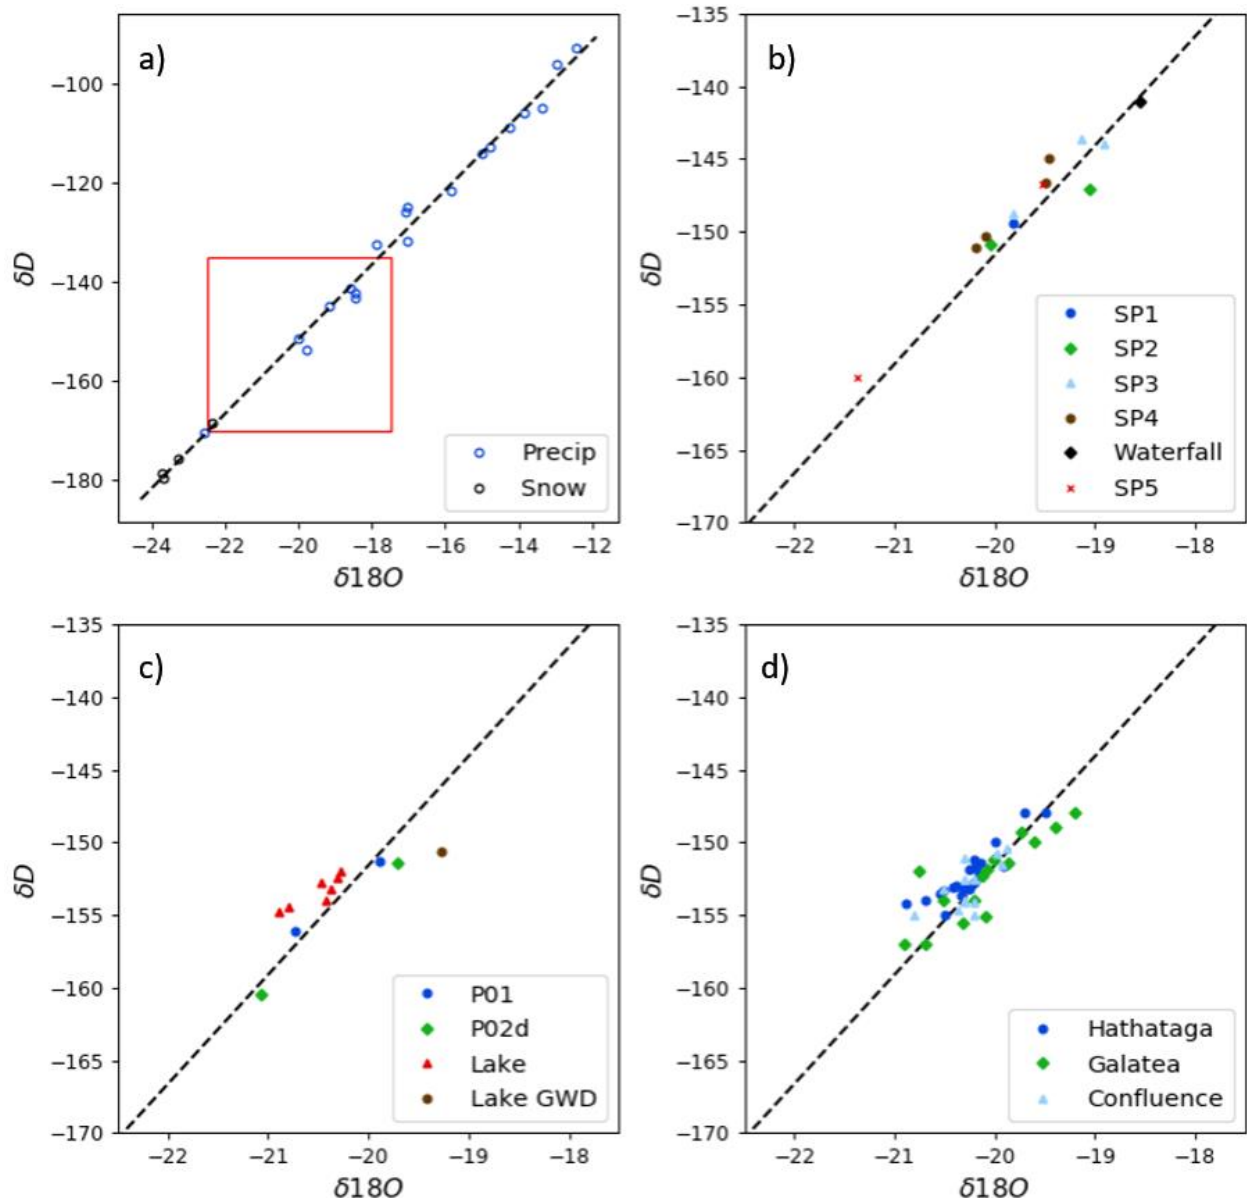 a)
−100
−120
−140
−160
−180
δD
−24 −22 −20 −18 −16 −14 −12
δ18O
Precip
Snow
b)
−135
−140
−145
−150
−155
−160
−165
−170
δD
−22 −21 −20 −19 −18
δ18O
SP1
SP2
SP3
SP4
Waterfall
SP5
c)
−135
−140
−145
−150
−155
−160
−165
−170
δD
−22 −21 −20 −19 −18
δ18O
P01
P02d
Lake
Lake GWD
d)
−135
−140
−145
−150
−155
−160
−165
−170
δD
−22 −21 −20 −19 −18
δ18O
Hathataga
Galatea
Confluence